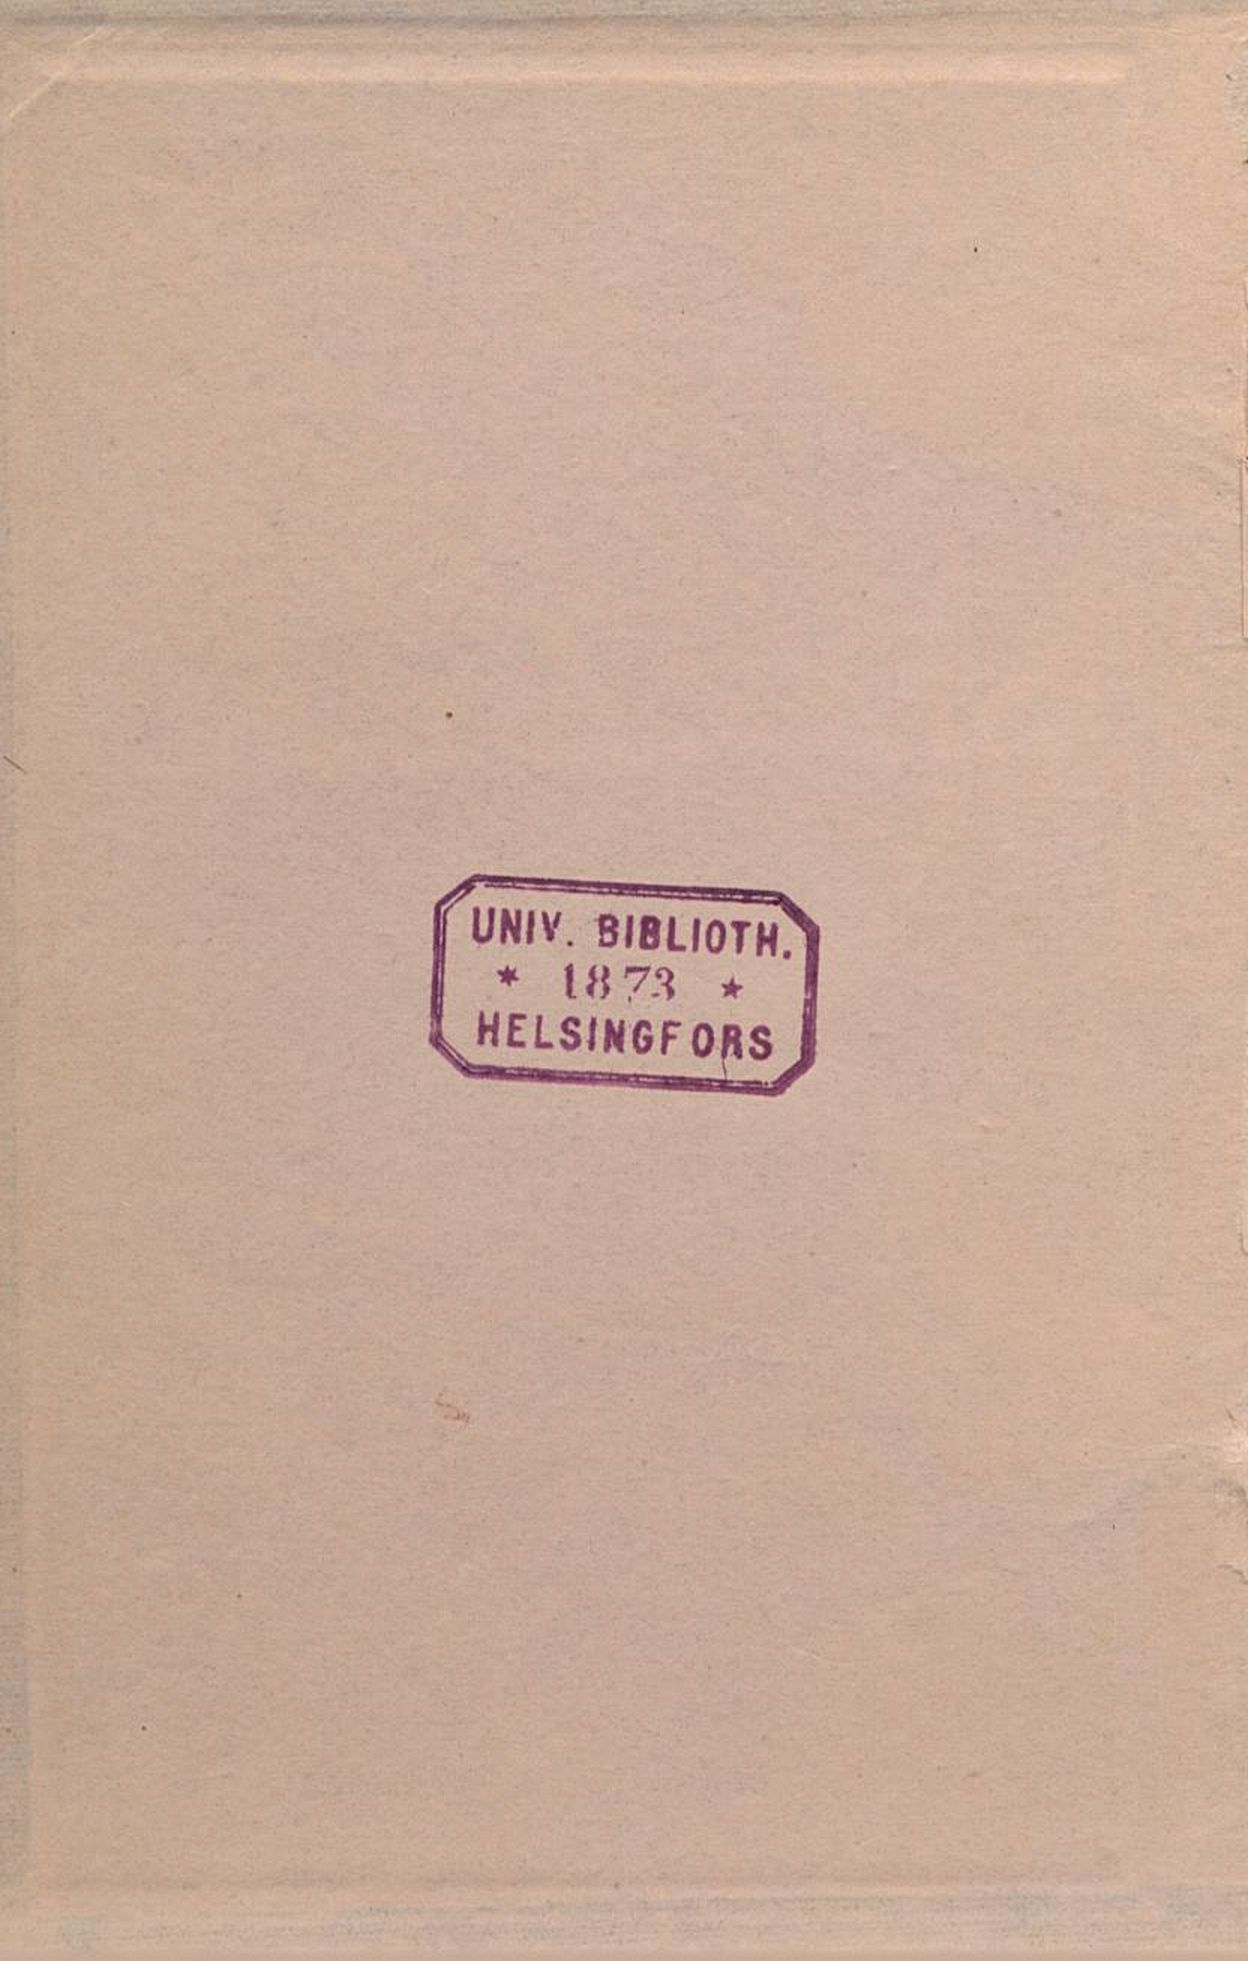 UNIV. BIBLIOTH.
* 1873 *
HELSINGFORS